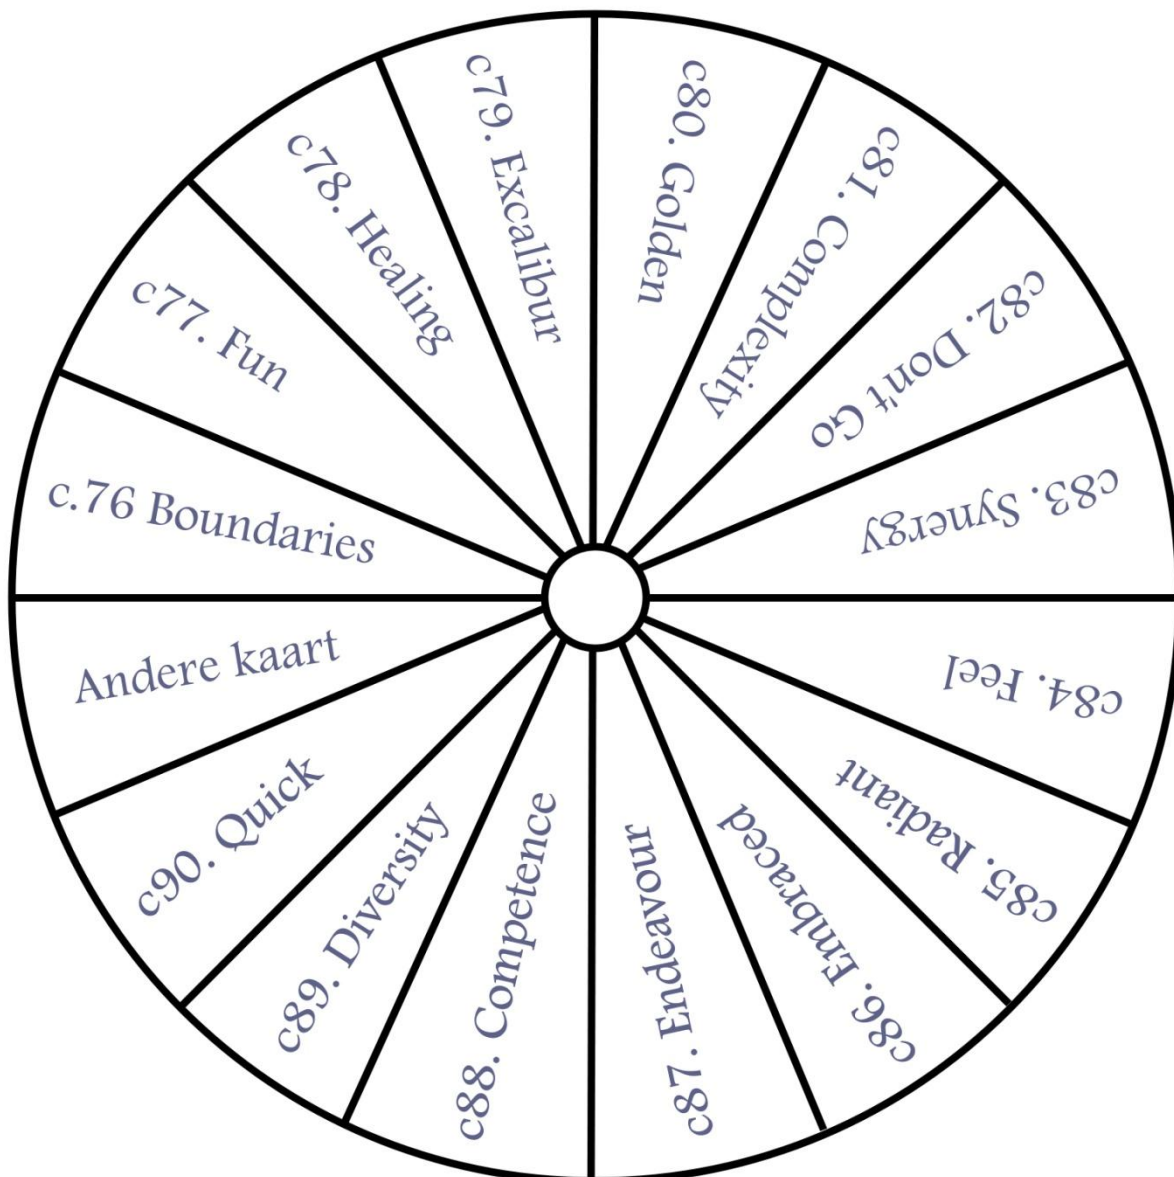 c.76 Boundaries
c77. Fun
c78. Healing
c79. Excalibur
c80. Golden
c81. Complexity
c82. Don't Go
c83. Synergy
c84. Feel
c85. Radiant
c86. Embraced
c87. Endeavour
c88. Competence
c89. Diversity
c90. Quick
Andere kaart